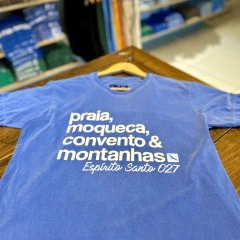 praia,
moqueca,
convento &
montanhas
Espírito Santo 027